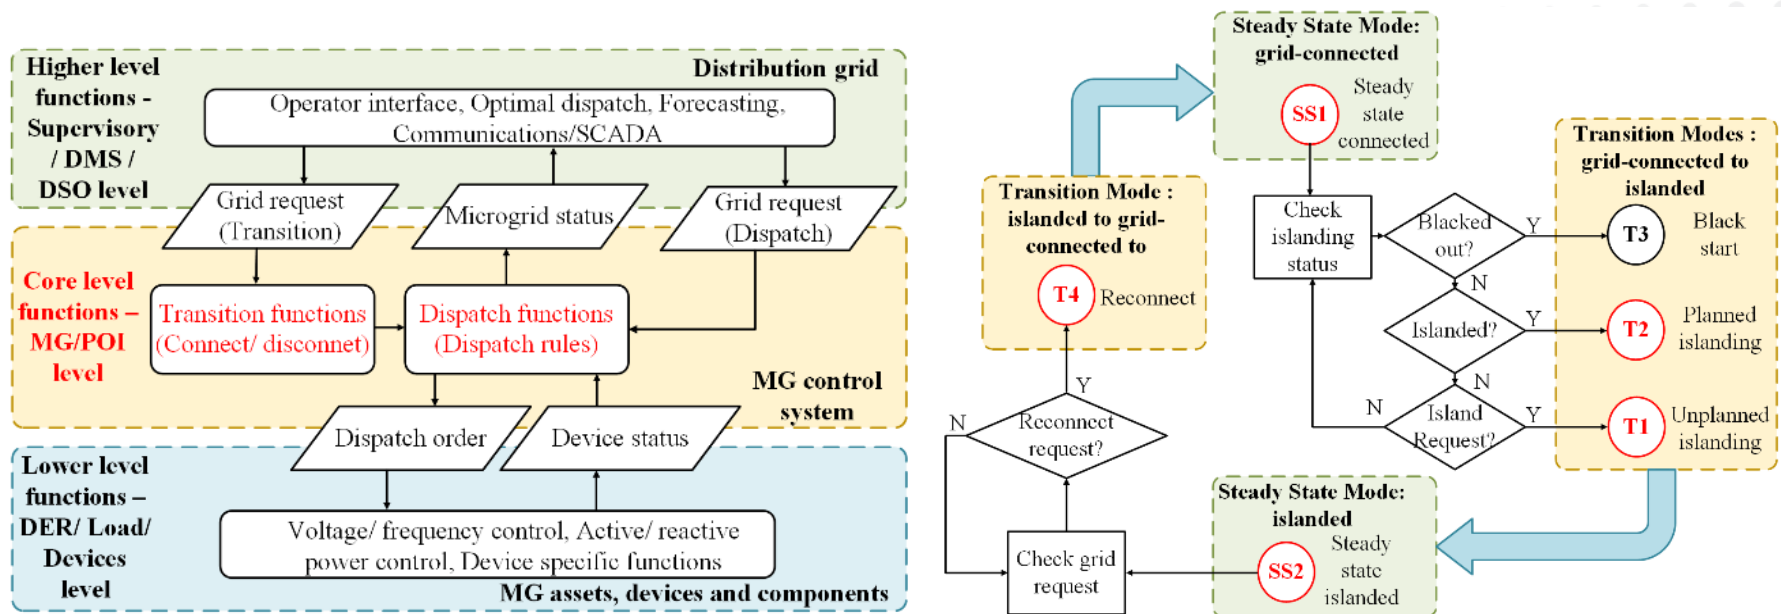 Higher level
functions -
Supervisory
/ DMS /
DSO level
Distribution grid
Operator interface, Optimal dispatch, Forecasting,
Communications/SCADA
Grid request
(Transition)
Microgrid status
Grid request
(Dispatch)
Core level
functions –
MG/POI
level
Transition functions
(Connect/ disconnet)
Dispatch functions
(Dispatch rules)
MG control
system
Dispatch order
Device status
Lower level
functions –
DER/ Load/
Devices
level
Voltage/ frequency control, Active/ reactive
power control, Device specific functions
MG assets, devices and components
Steady State Mode:
grid-connected
SS1
Steady
state
connected
Transition Mode :
islanded to grid-
connected to
T4
Reconnect
Transition Modes :
grid-connected to
islanded
Check
islanding
status
Blacked
out?
Y
T3
Black
start
N
Islanded?
Y
T2
Planned
islanding
N
N
Island
Request?
Y
T1
Unplanned
islanding
Y
N
Reconnect
request?
Check grid
request
Steady State Mode:
islanded
SS2
Steady
state
islanded